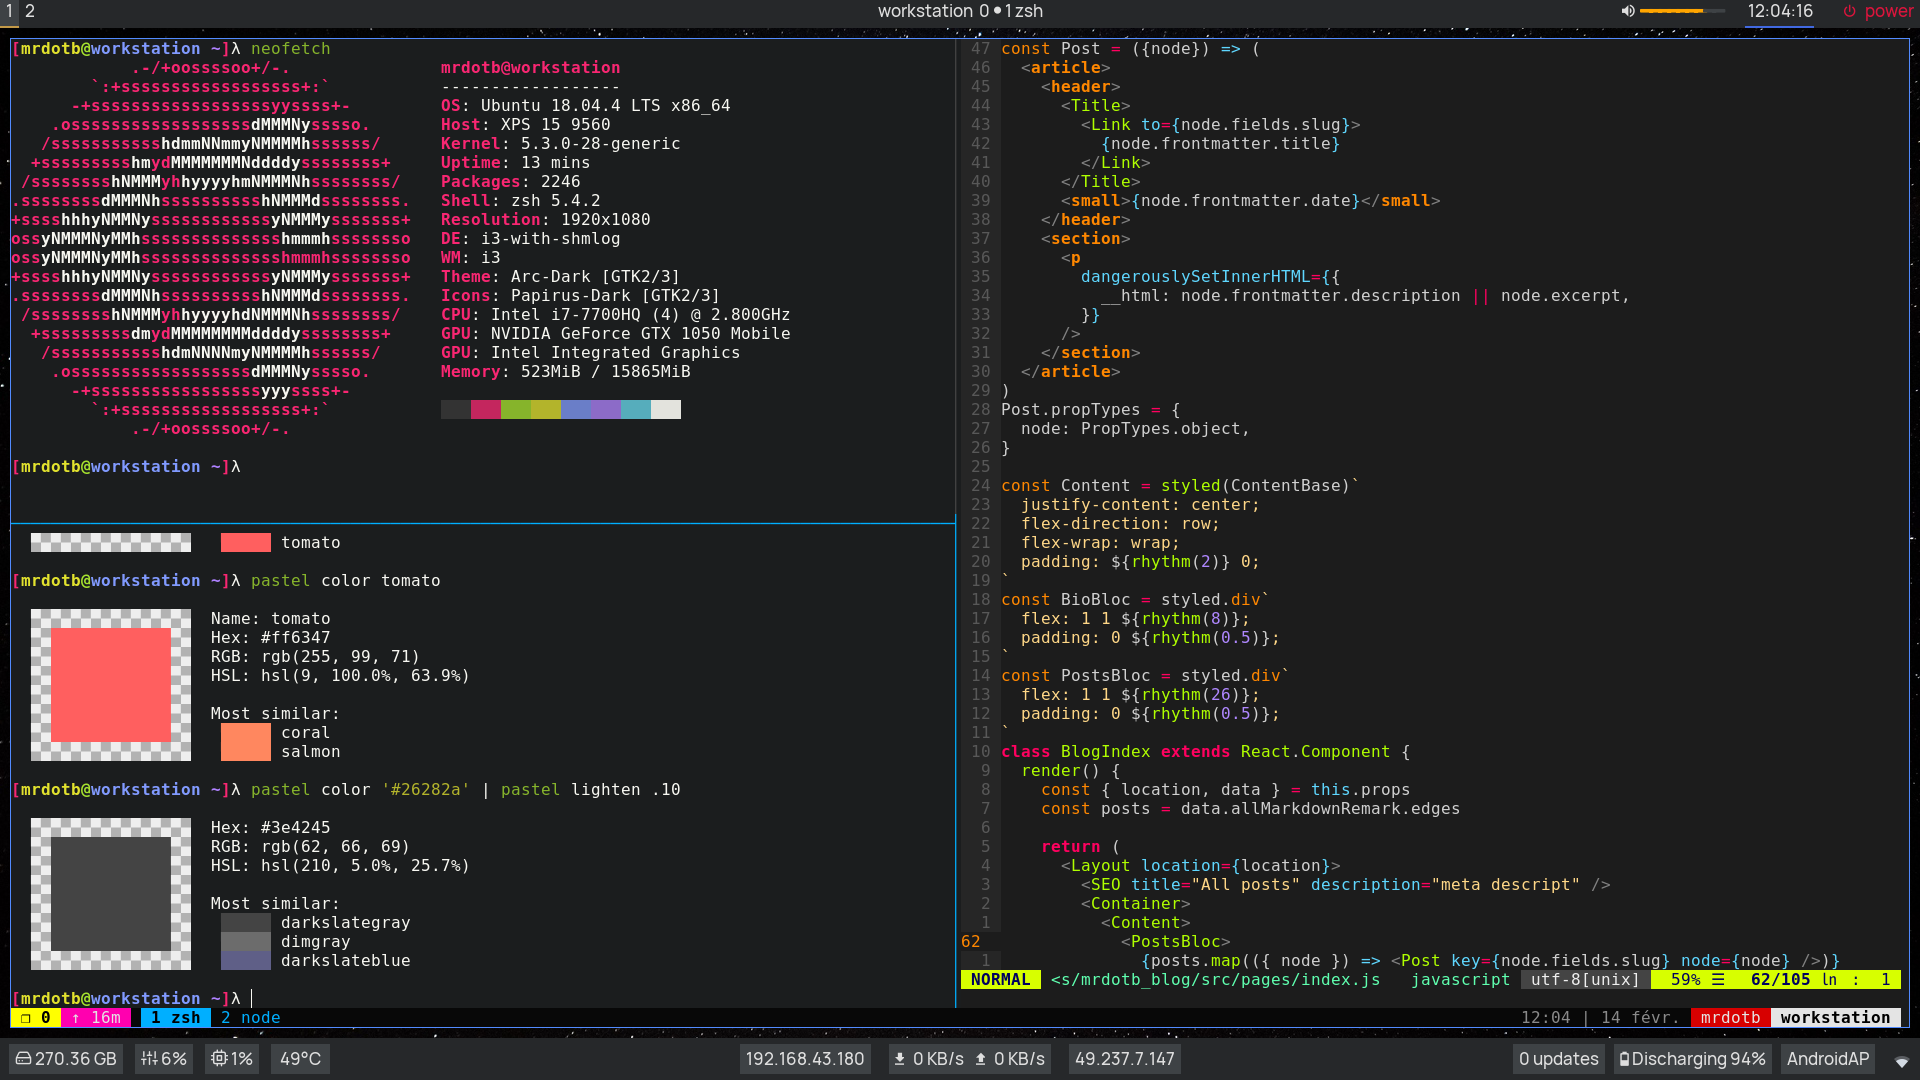 1 2
workstation 0 • 1 zsh
12:04:16
power
[mrdotb@workstation ~]λ neofetch
.-/+oossssoo+/-.
`:+ssssssssssssssssss+:`
-+ssssssssssssssssssyyssss+-
.ossssssssssssssssssdMMMNysssso.
/ssssssssssshdmmNNmmyNMMMMhssssss/
+ssssssssshmydMMMMMMMNddddyssssssss+
/sssssssshNMMMyhhyyyyhmNMMMNhssssssss/
.ssssssssdMMMNhsssssssssshNMMMdssssssss.
+sssshhhyNMMNyssssssssssssyNMMMysssssss+
ossyNMMMNyMMhsssssssssssssshmmmhssssssso
ossyNMMMNyMMhsssssssssssssshmmmhssssssso
+sssshhhyNMMNyssssssssssssyNMMMysssssss+
.ssssssssdMMMNhsssssssssshNMMMdssssssss.
/sssssssshNMMMyhhyyyyhdNMMMNhssssssss/
+sssssssssdmydMMMMMMMMddddyssssssss+
/ssssssssssshdmNNNNmyNMMMMhssssss/
.ossssssssssssssssssdMMMNysssso.
-+sssssssssssssssssyyyssss+-
`:+ssssssssssssssssss+:`
.-/+oossssoo+/-.
mrdotb@workstation
------------------
OS: Ubuntu 18.04.4 LTS x86_64
Host: XPS 15 9560
Kernel: 5.3.0-28-generic
Uptime: 13 mins
Packages: 2246
Shell: zsh 5.4.2
Resolution: 1920x1080
DE: i3-with-shmlog
WM: i3
Theme: Arc-Dark [GTK2/3]
Icons: Papirus-Dark [GTK2/3]
CPU: Intel i7-7700HQ (4) @ 2.800GHz
GPU: NVIDIA GeForce GTX 1050 Mobile
GPU: Intel Integrated Graphics
Memory: 523MiB / 15865MiB
[mrdotb@workstation ~]λ
tomato
[mrdotb@workstation ~]λ pastel color tomato
Name: tomato
Hex: #ff6347
RGB: rgb(255, 99, 71)
HSL: hsl(9, 100.0%, 63.9%)
Most similar:
coral
salmon
[mrdotb@workstation ~]λ pastel color '#26282a' | pastel lighten .10
Hex: #3e4245
RGB: rgb(62, 66, 69)
HSL: hsl(210, 5.0%, 25.7%)
Most similar:
darkslategray
dimgray
darkslateblue
[mrdotb@workstation ~]λ
47 const Post = ({node}) => (
46 <article>
45 <header>
44 <Title>
43 <Link to={node.fields.slug}>
42 {node.frontmatter.title}
41 </Link>
40 </Title>
39 <small>{node.frontmatter.date}</small>
38 </header>
37 <section>
36 <p
35 dangerouslySetInnerHTML={{
34 __html: node.frontmatter.description || node.excerpt,
33 }}
32 />
31 </section>
30 </article>
29 )
28 Post.propTypes = {
27 node: PropTypes.object,
26 }
25
24 const Content = styled(ContentBase)`
23 justify-content: center;
22 flex-direction: row;
21 flex-wrap: wrap;
20 padding: ${rhythm(2)} 0;
19 `
18 const BioBloc = styled.div`
17 flex: 1 1 ${rhythm(8)};
16 padding: 0 ${rhythm(0.5)};
15 `
14 const PostsBloc = styled.div`
13 flex: 1 1 ${rhythm(26)};
12 padding: 0 ${rhythm(0.5)};
11 `
10 class BlogIndex extends React.Component {
9 render() {
8 const { location, data } = this.props
7 const posts = data.allMarkdownRemark.edges
6
5 return (
4 <Layout location={location}>
3 <SEO title="All posts" description="meta descript" />
2 <Container>
1 <Content>
62 <PostsBloc>
1 {posts.map(({ node }) => <Post key={node.fields.slug} node={node} />)}
NORMAL <s/mrdotb_blog/src/pages/index.js javascript utf-8[unix] 59% ☰ 62/105 ln : 1
❐ 0 ↑ 16m 1 zsh 2 node
12:04 | 14 févr. mrdotb workstation
270.36 GB 6% 1% 49°C
192.168.43.180 0 KB/s 0 KB/s 49.237.7.147
0 updates Discharging 94% AndroidAP